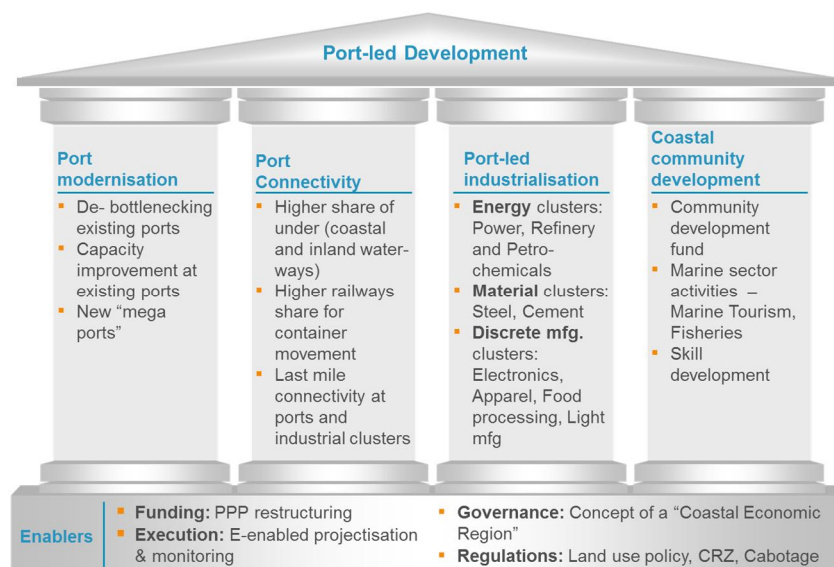 Port-led Development
Port
modernisation
▪ De- bottlenecking
existing ports
▪ Capacity
improvement at
existing ports
▪ New “mega
ports”
Port
Connectivity
▪ Higher share of
under (coastal
and inland water-
ways)
▪ Higher railways
share for
container
movement
▪ Last mile
connectivity at
ports and
industrial clusters
Port-led
industrialisation
▪ Energy clusters:
Power, Refinery
and Petro-
chemicals
▪ Material clusters:
Steel, Cement
▪ Discrete mfg.
clusters:
Electronics,
Apparel, Food
processing, Light
mfg
Coastal
community
development
▪ Community
development
fund
▪ Marine sector
activities –
Marine Tourism,
Fisheries
▪ Skill
development
Enablers
▪ Funding: PPP restructuring
▪ Execution: E-enabled projectisation
& monitoring
▪ Governance: Concept of a “Coastal Economic
Region”
▪ Regulations: Land use policy, CRZ, Cabotage